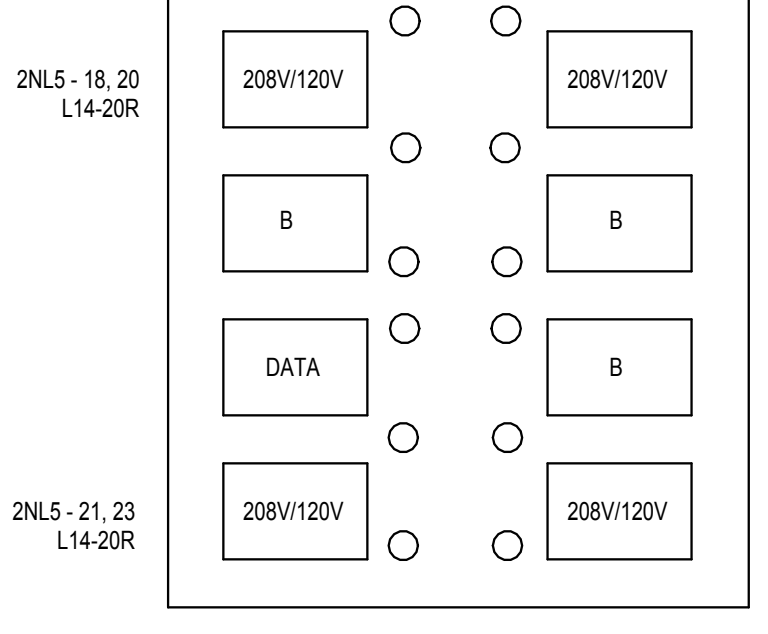 2NL5 - 18, 20
L14-20R
208V/120V
208V/120V
B
B
DATA
B
2NL5 - 21, 23
L14-20R
208V/120V
208V/120V